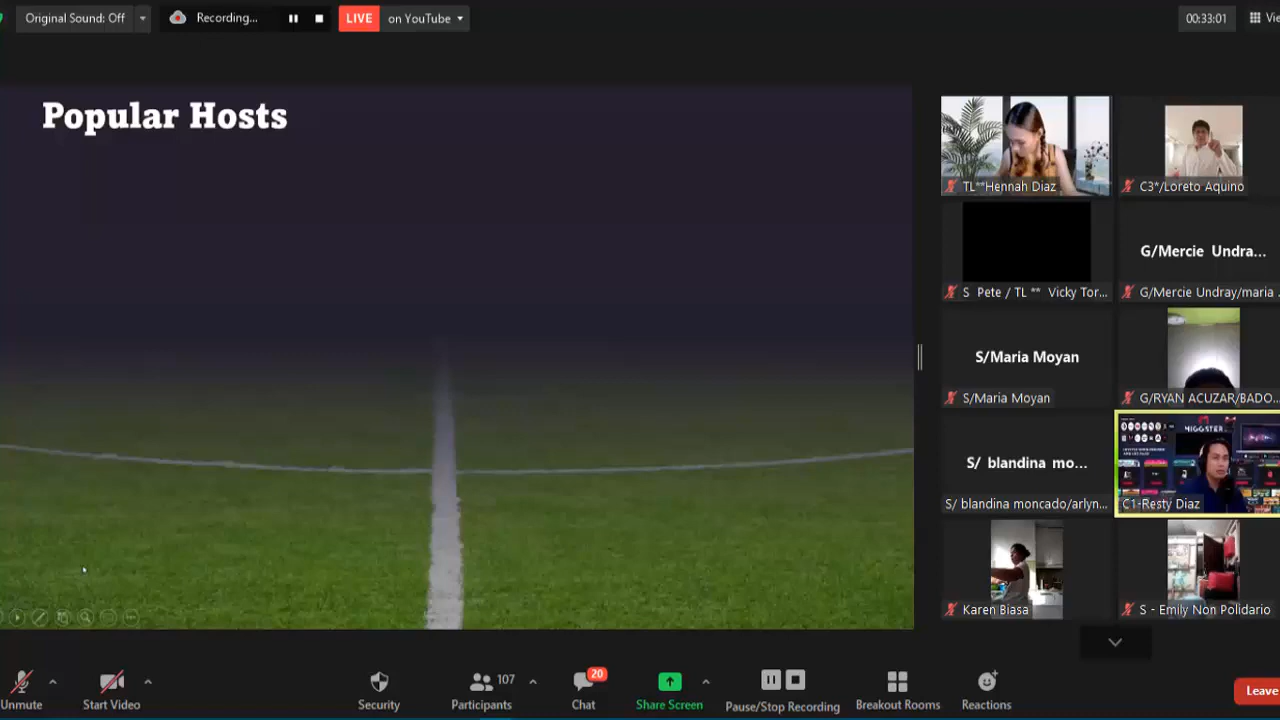 Original Sound: Off
Recording...
LIVE
on YouTube
00:33:01
Vie
Popular Hosts
TL**Hennah Diaz
C3*/Loreto Aquino
G/Mercie Undra...
S Pete / TL ** Vicky Tor...
G/Mercie Undray/maria
S/Maria Moyan
S/Maria Moyan
G/RYAN ACUZAR/BADO...
S/ blandina mo...
HIGGSTER
S/ blandina moncado/arlyn...
C1-Resty Diaz
Karen Biasa
S - Emily Non Polidario
107
20
Unmute
Start Video
Security
Participants
Chat
Share Screen
Pause/Stop Recording
Breakout Rooms
Reactions
Leave